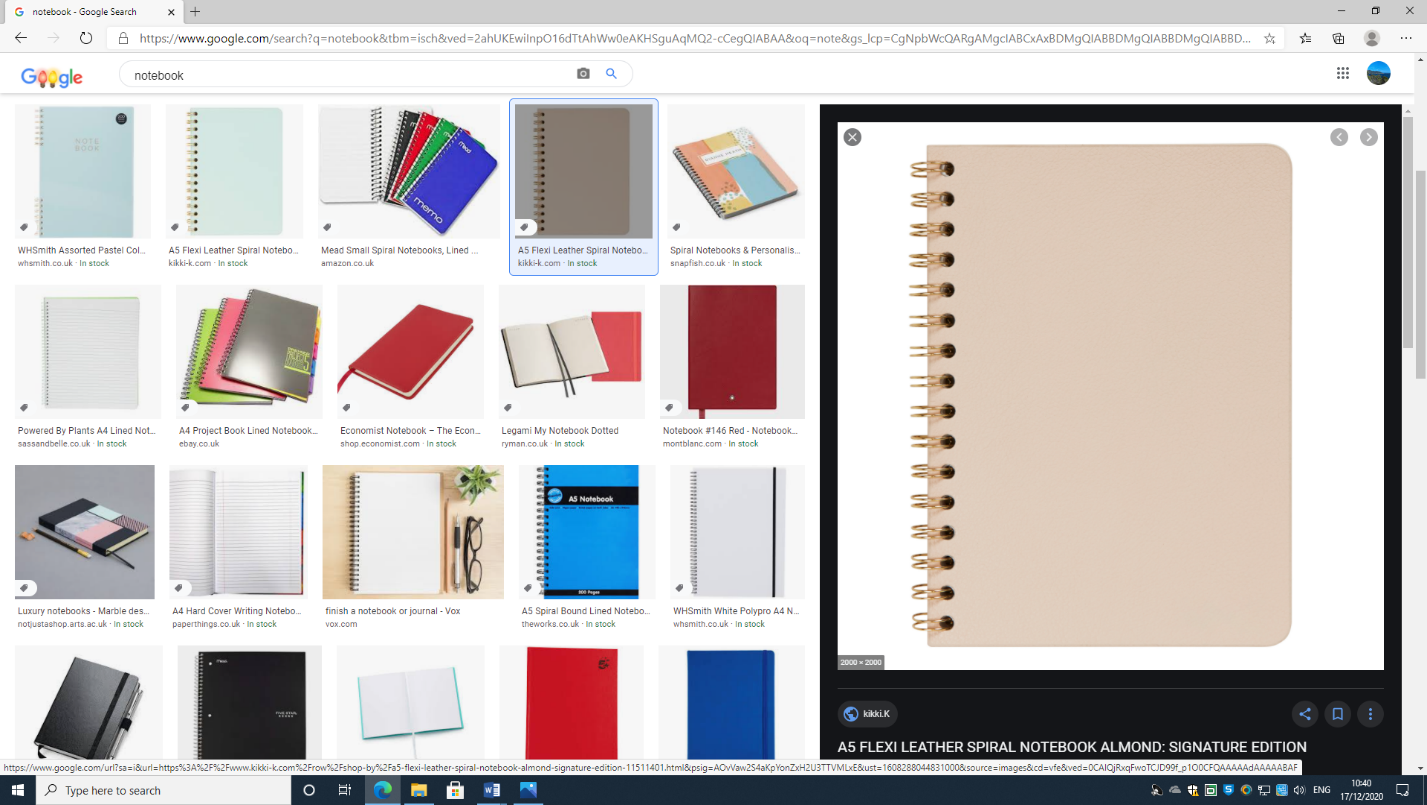 notebook - Google Search
https://www.google.com/search?q=notebook&tbm=isch&ved=2ahUKEwiInpO16dTtAhWw0eAKHSguAqMQ2-cCegQIABAA&oq=note&gs_lcp=CgNpbWcQARgAMgcIABCxAxBDMgQIABBDMgQIABBDMgQIABBD...
Google
notebook
NOTE
BOOK
memo
WHSmith Assorted Pastel Col...
whsmith.co.uk · In stock
A5 Flexi Leather Spiral Notebo...
kikki-k.com · In stock
Mead Small Spiral Notebooks, Lined ...
amazon.co.uk
A5 Flexi Leather Spiral Notebo...
kikki-k.com · In stock
Spiral Notebooks & Personalis...
snapfish.co.uk · In stock
Powered By Plants A4 Lined Not...
sassandbelle.co.uk · In stock
A4 Project Book Lined Notebook...
ebay.co.uk
Economist Notebook – The Econ...
shop.economist.com · In stock
Legami My Notebook Dotted
ryman.co.uk · In stock
Notebook #146 Red - Notebook...
montblanc.com · In stock
A5 Notebook
Luxury notebooks - Marble des...
notjustashop.arts.ac.uk · In stock
A4 Hard Cover Writing Notebo...
paperthings.co.uk · In stock
finish a notebook or journal - Vox
vox.com
A5 Spiral Bound Lined Notebo...
theworks.co.uk · In stock
WHSmith White Polypro A4 N...
whsmith.co.uk · In stock
2000 × 2000
kikki.K
A5 FLEXI LEATHER SPIRAL NOTEBOOK ALMOND: SIGNATURE EDITION
Type here to search
ENG
10:40
17/12/2020